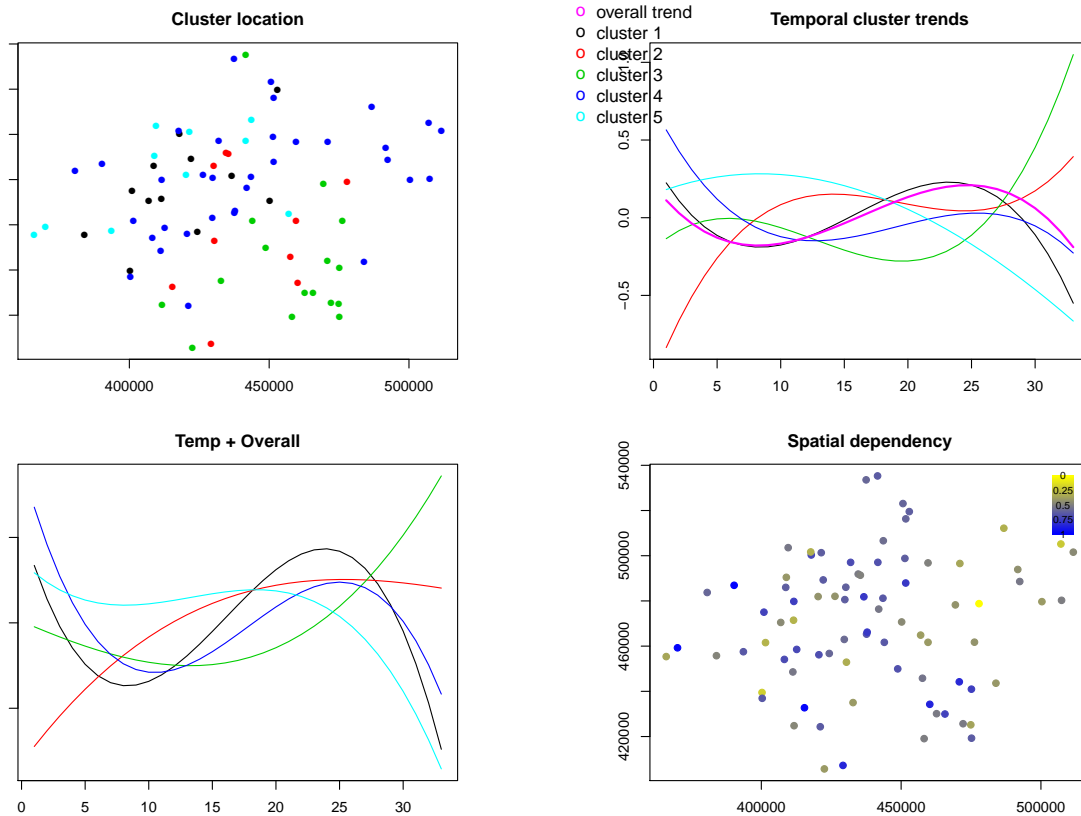 Cluster location
400000 450000 500000
overall trend
cluster 1
cluster 2
cluster 3
cluster 4
cluster 5
Temporal cluster trends
0.5
0.0
−0.5
0 5 10 15 20 25 30
Temp + Overall
0 5 10 15 20 25 30
Spatial dependency
540000
500000
460000
420000
0
0.25
0.5
0.75
400000 450000 500000